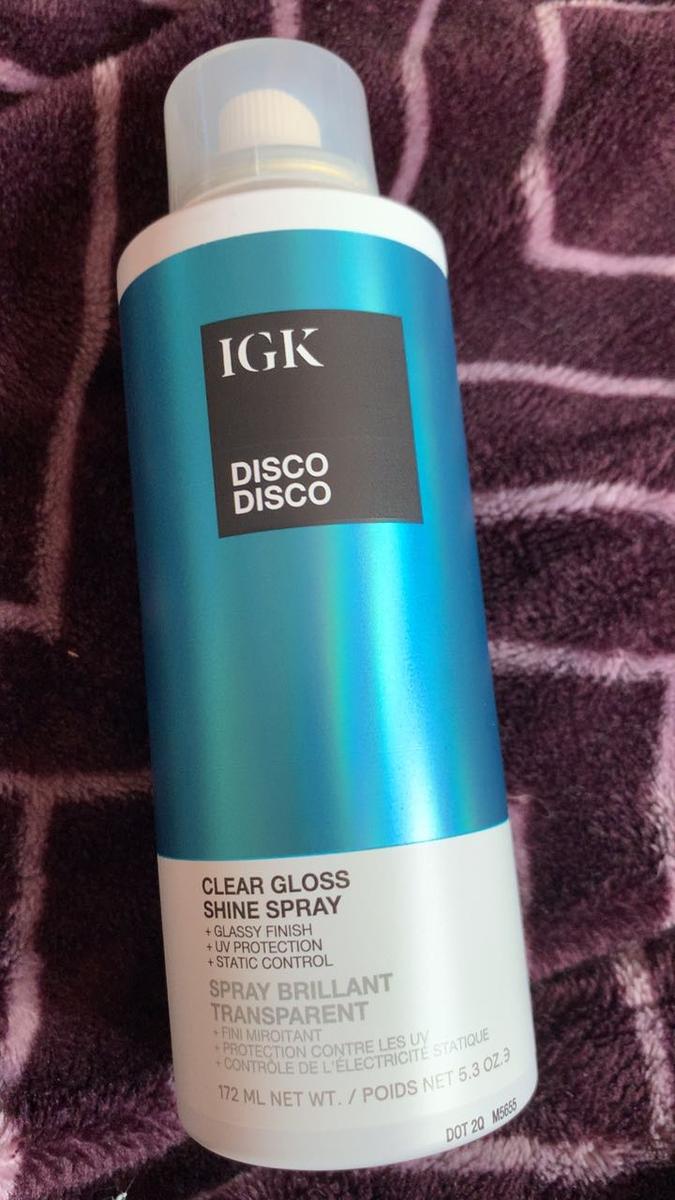 IGK
DISCO
DISCO
CLEAR GLOSS
SHINE SPRAY
+ GLASSY FINISH
+ UV PROTECTION
+ STATIC CONTROL
SPRAY BRILLANT
TRANSPARENT
+ FINI MIROITANT
+ PROTECTION CONTRE LES UV
+ CONTRÔLE DE L'ÉLECTRICITÉ STATIQUE
172 ML NET WT. / POIDS NET 5.3 OZ.
DOT 2Q M5655